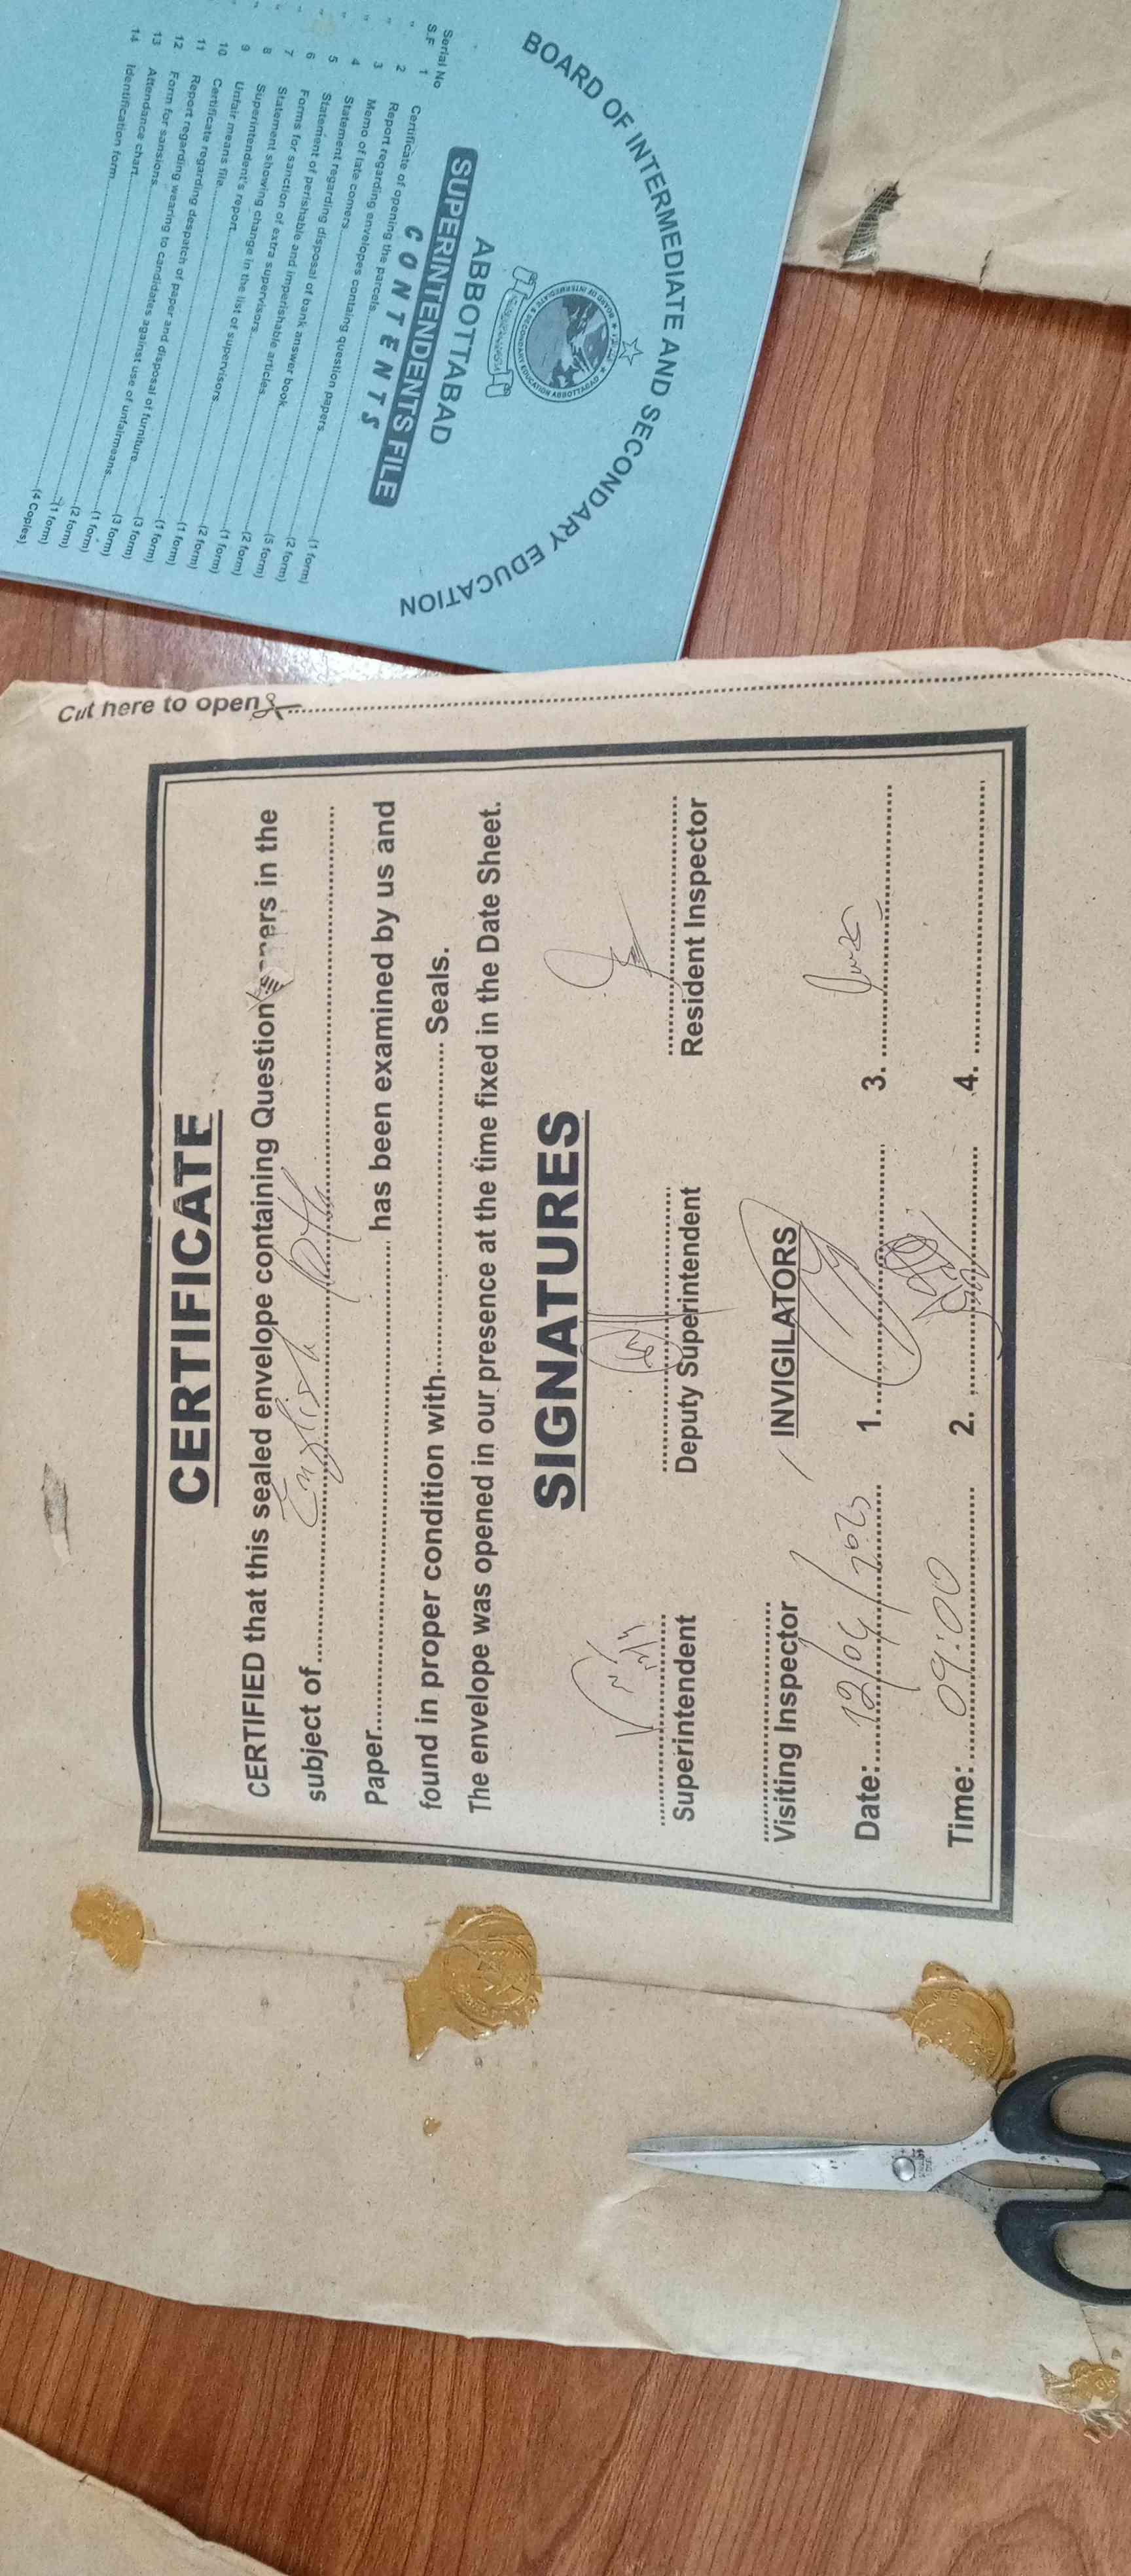 BOARD OF INTERMEDIATE AND SECONDARY EDUCATION
ABBOTTABAD
SUPERINTENDENTS FILE
CONTENTS
Serial No
S.F 1 Certificate of opening the parcels
" 2 Report regarding envelopes containg question papers (1 form)
" 3 Memo of late comers (2 form)
" 4 Statement regarding disposal of bank answer book (5 form)
" 5 Statement of perishable and imperishable articles (2 form)
" 6 Forms for sanction of extra supervisors (1 form)
" 7 Statement showing change in the list of supervisors (2 form)
" 8 Superintendent's report (1 form)
" 9 Unfair means file (1 form)
10 Certificate regarding despatch of paper and disposal of furniture (3 form)
11 Report regarding wearing to candidates against use of unfairmeans (3 form)
12 Form for sansions (1 form)
13 Attendance chart (2 form)
14 Identification form (1 form)
(4 Copies)
Cut here to open
CERTIFICATE
CERTIFIED that this sealed envelope containing Question in the
subject of English
Paper has been examined by us and
found in proper condition with Seals.
The envelope was opened in our presence at the time fixed in the Date Sheet.
SIGNATURES
Superintendent Deputy Superintendent Resident Inspector
Visiting Inspector INVIGILATORS
Date: 1. 3.
Time: 09:00 2. 4.